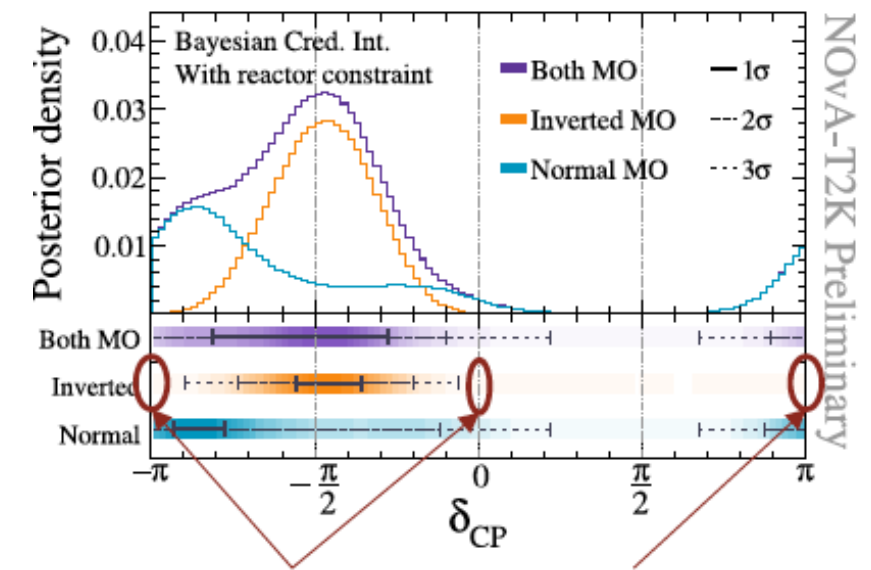 Posterior density
0.04
0.03
0.02
0.01
Bayesian Cred. Int.
With reactor constraint
Both MO
Inverted MO
Normal MO
1σ
2σ
3σ
NOvA-T2K Preliminary
Both MO
Inverted
Normal
−π
−π/2
0
π/2
π
δCP